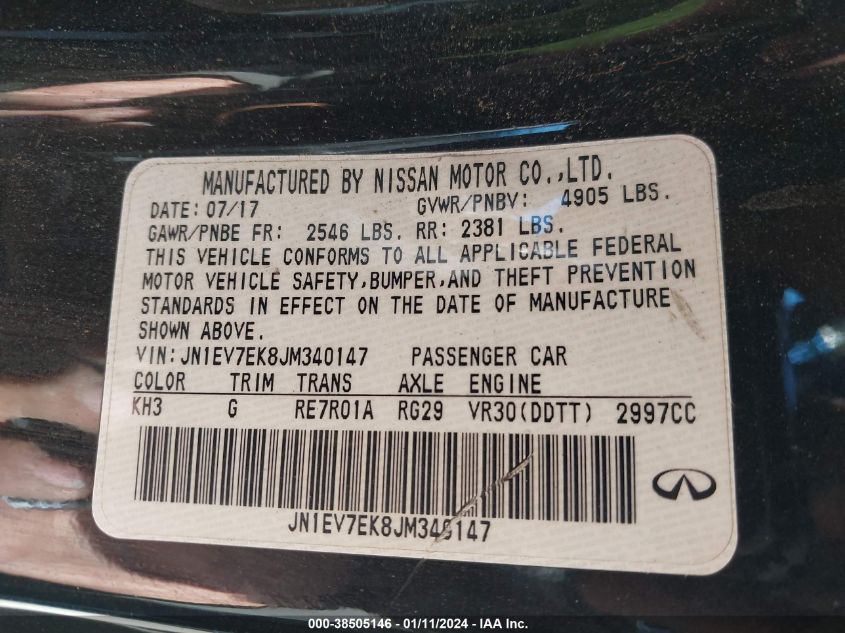 MANUFACTURED BY NISSAN MOTOR CO.,LTD.
DATE: 07/17 GVWR/PNBV: 4905 LBS.
GAWR/PNBE FR: 2546 LBS. RR: 2381 LBS.
THIS VEHICLE CONFORMS TO ALL APPLICABLE FEDERAL
MOTOR VEHICLE SAFETY,BUMPER,AND THEFT PREVENTION
STANDARDS IN EFFECT ON THE DATE OF MANUFACTURE
SHOWN ABOVE.
VIN:JN1EV7EK8JM340147 PASSENGER CAR
COLOR TRIM TRANS AXLE ENGINE
KH3 G RE7R01A RG29 VR30(DDTT) 2997CC
JN1EV7EK8JM340147
000-38505146 - 01/11/2024 - IAA, Inc.